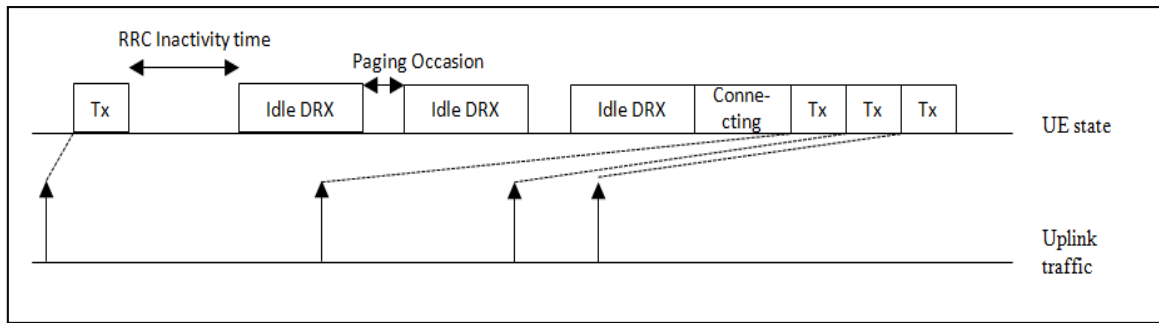 RRC Inactivity time
Paging Occasion
Tx
Idle DRX
Idle DRX
Idle DRX
Conne-
cting
Tx
Tx
Tx
UE state
Uplink
traffic